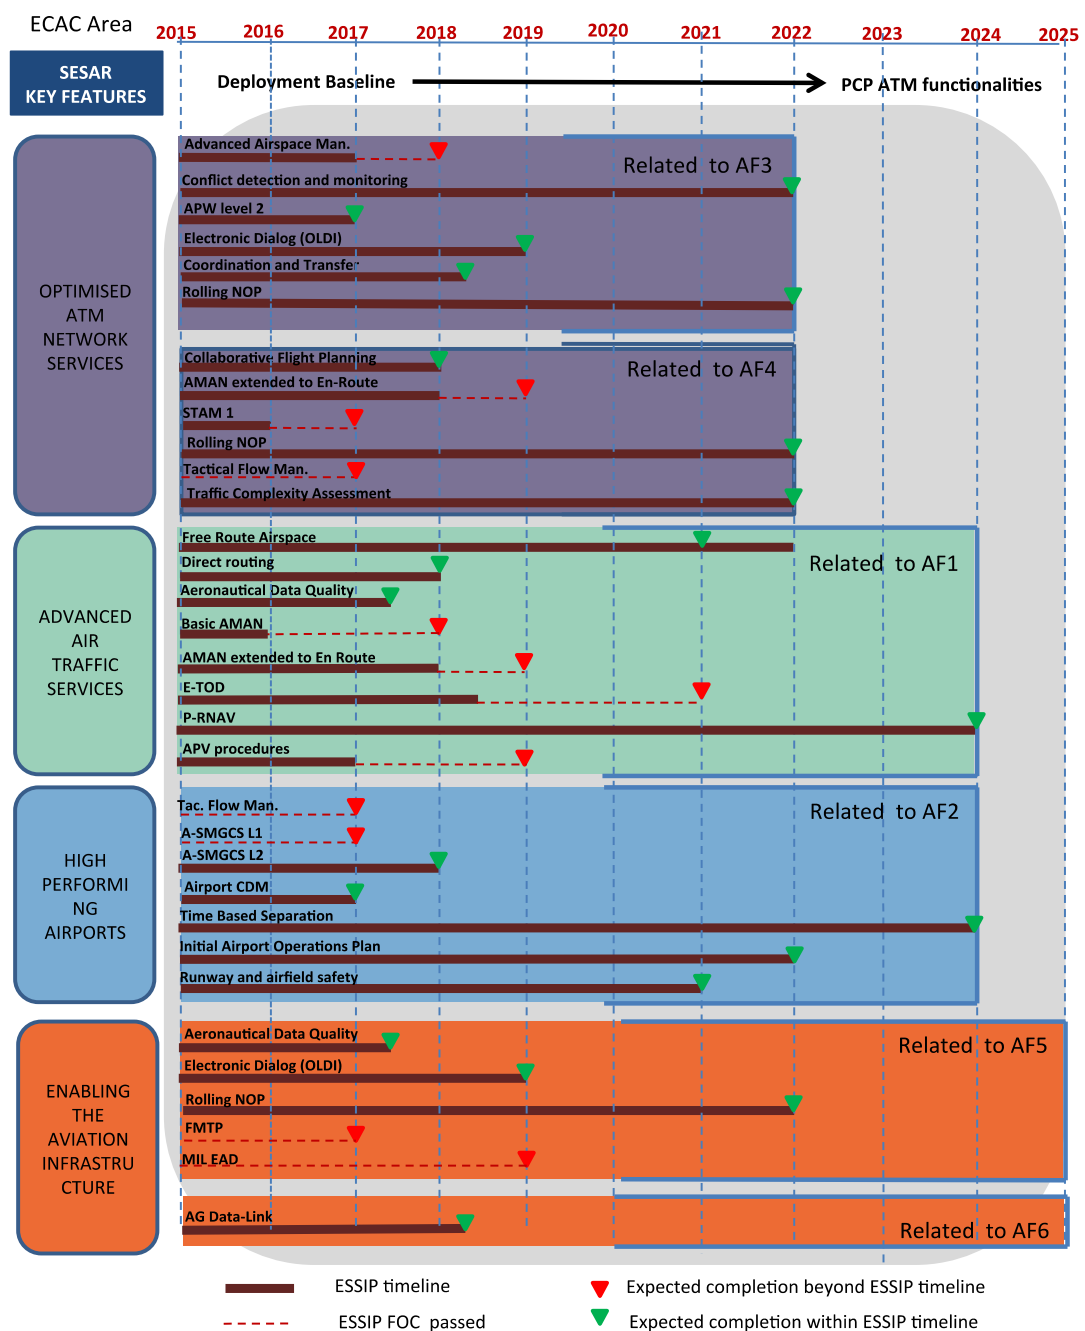 ECAC Area
2015 2016 2017 2018 2019 2020 2021 2022 2023 2024 2025
SESAR
KEY FEATURES
Deployment Baseline
PCP ATM functionalities
OPTIMISED
ATM
NETWORK
SERVICES
Advanced Airspace Man.
Related to AF3
Conflict detection and monitoring
APW level 2
Electronic Dialog (OLDI)
Coordination and Transfer
Rolling NOP
Collaborative Flight Planning
Related to AF4
AMAN extended to En-Route
STAM 1
Rolling NOP
Tactical Flow Man.
Traffic Complexity Assessment
ADVANCED
AIR
TRAFFIC
SERVICES
Free Route Airspace
Related to AF1
Direct routing
Aeronautical Data Quality
Basic AMAN
AMAN extended to En Route
E-TOD
P-RNAV
APV procedures
HIGH
PERFORMI
NG
AIRPORTS
Tac. Flow Man.
Related to AF2
A-SMGCS L1
A-SMGCS L2
Airport CDM
Time Based Separation
Initial Airport Operations Plan
Runway and airfield safety
ENABLING
THE
AVIATION
INFRASTRU
CTURE
Aeronautical Data Quality
Related to AF5
Electronic Dialog (OLDI)
Rolling NOP
FMTP
MIL EAD
AG Data-Link
Related to AF6
ESSIP timeline
Expected completion beyond ESSIP timeline
ESSIP FOC passed
Expected completion within ESSIP timeline